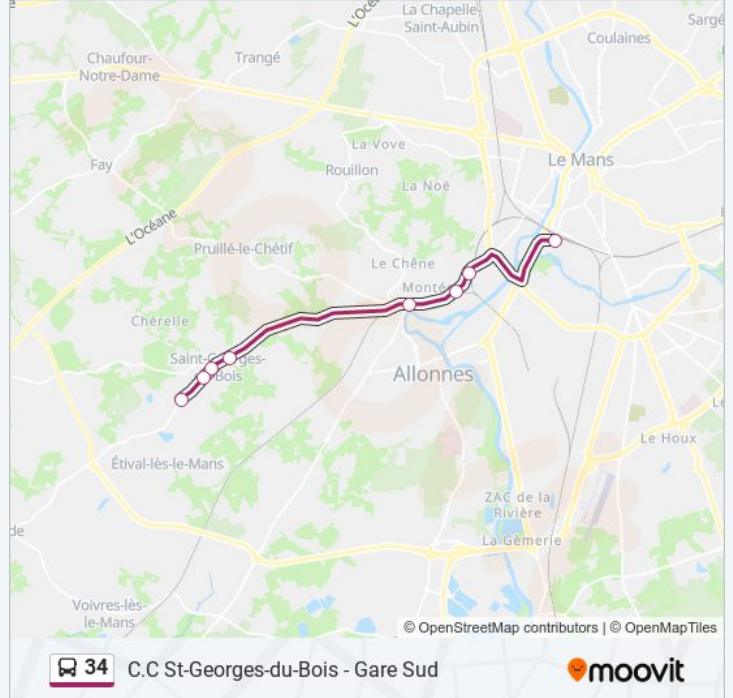 L'Océane
La Chapelle-
Saint-Aubin
Sargé
Coulaines
Chaufour-
Notre-Dame
Trangé
La Vove
Le Mans
Fay
Rouillon
La Noë
L'Océane
Pruillé-le-Chétif
Le Chêne
Chérelle
Saint-Georges-
Bois
Allonnes
Le Houx
Étival-lès-le-Mans
ZAC de la
Rivière
La Gèmerie
Voivres-lès-
le-Mans
© OpenStreetMap contributors | © OpenMapTiles
34 C.C St-Georges-du-Bois - Gare Sud
moovit